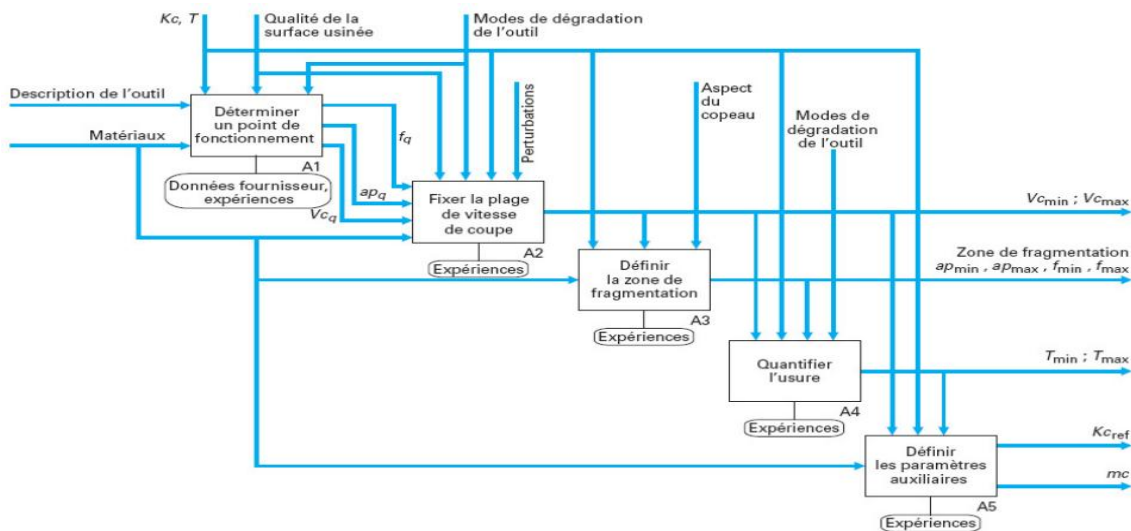 Kc, T
Qualité de la
surface usinée
Modes de dégradation
de l'outil
Description de l'outil
Matériaux
Déterminer
un point de
fonctionnement
A1
Données fournisseur,
expériences
fq
apq
Vcq
Perturbations
Fixer la plage
de vitesse
de coupe
A2
Expériences
Aspect
du
copeau
Modes de
dégradation
de l'outil
Vcmin ; Vcmax
Définir
la zone de
fragmentation
A3
Expériences
Zone de fragmentation
apmin , apmax , fmin , fmax
Quantifier
l'usure
A4
Expériences
Tmin ; Tmax
Définir
les paramètres
auxiliaires
A5
Expériences
Kcref
mc